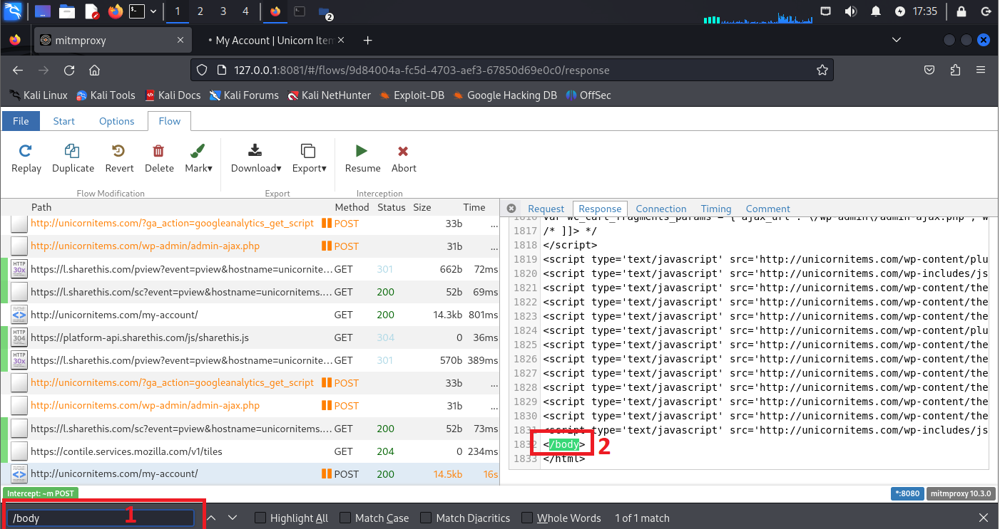 1 2 3 4 2 17:35
mitmproxy • My Account | Unicorn Item
127.0.0.1:8081/#/flows/9d84004a-fc5d-4703-aef3-67850d69e0c0/response
Kali Linux Kali Tools Kali Docs Kali Forums Kali NetHunter Exploit-DB Google Hacking DB OffSec
File Start Options Flow
Replay Duplicate Revert Delete Mark▾ Download▾ Export▾ Resume Abort
Flow Modification Export Interception
Path Method Status Size Time
http://unicornitems.com/?ga_action=googleanalytics_get_script POST 33b ...
http://unicornitems.com/wp-admin/admin-ajax.php POST 31b ...
HTTP 30x https://l.sharethis.com/pview?event=pview&hostname=unicornite... GET 301 662b 72ms
https://l.sharethis.com/sc?event=pview&hostname=unicornitems.... GET 200 52b 69ms
<> http://unicornitems.com/my-account/ GET 200 14.3kb 801ms
HTTP 304 https://platform-api.sharethis.com/js/sharethis.js GET 304 0 36ms
HTTP 30x https://l.sharethis.com/pview?event=pview&hostname=unicornite... GET 301 570b 389ms
http://unicornitems.com/?ga_action=googleanalytics_get_script POST 33b ...
http://unicornitems.com/wp-admin/admin-ajax.php POST 31b ...
https://l.sharethis.com/sc?event=pview&hostname=unicornitems.... GET 200 52b 73ms
https://contile.services.mozilla.com/v1/tiles GET 204 0 234ms
<> http://unicornitems.com/my-account/ POST 200 14.5kb 16s
Request Response Connection Timing Comment
1816 var wc_cart_fragments_params = {"ajax_url":"\/wp-admin\/admin-ajax.php","w
1817 /* ]]> */
1818 </script>
1819 <script type='text/javascript' src='http://unicornitems.com/wp-content/plu
1820 <script type='text/javascript' src='http://unicornitems.com/wp-includes/js
1821 <script type='text/javascript' src='http://unicornitems.com/wp-content/the
1822 <script type='text/javascript' src='http://unicornitems.com/wp-content/the
1823 <script type='text/javascript' src='http://unicornitems.com/wp-content/the
1824 <script type='text/javascript' src='http://unicornitems.com/wp-content/plu
1825 <script type='text/javascript' src='http://unicornitems.com/wp-content/the
1826 <script type='text/javascript' src='http://unicornitems.com/wp-content/the
1827 <script type='text/javascript' src='http://unicornitems.com/wp-content/the
1828 <script type='text/javascript' src='http://unicornitems.com/wp-content/the
1829 <script type='text/javascript' src='http://unicornitems.com/wp-content/the
1830 <script type='text/javascript' src='http://unicornitems.com/wp-content/the
1831 <script type='text/javascript' src='http://unicornitems.com/wp-includes/js
1832 </body> 2
1833 </html>
Intercept: ~m POST *:8080 mitmproxy 10.3.0
/body 1 Highlight All Match Case Match Diacritics Whole Words 1 of 1 match